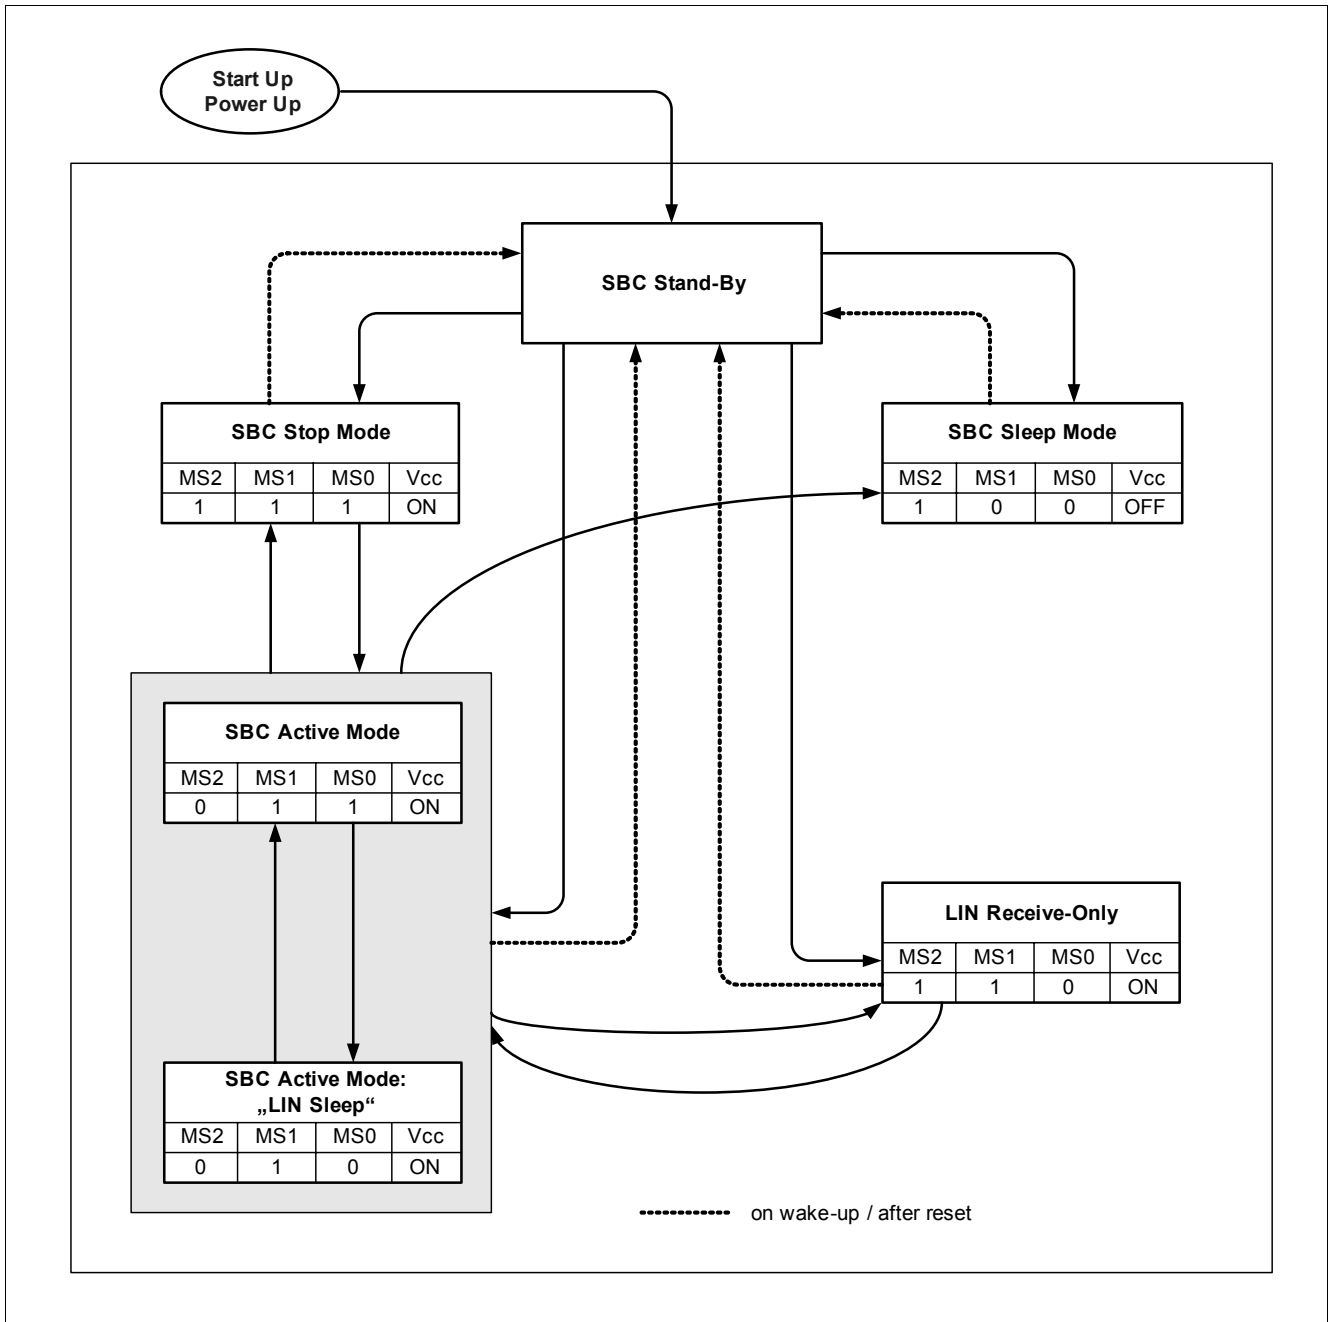 Start Up
Power Up
SBC Stand-By
SBC Stop Mode
MS2 MS1 MS0 Vcc
1 1 1 ON
SBC Sleep Mode
MS2 MS1 MS0 Vcc
1 0 0 OFF
SBC Active Mode
MS2 MS1 MS0 Vcc
0 1 1 ON
LIN Receive-Only
MS2 MS1 MS0 Vcc
1 1 0 ON
SBC Active Mode:
„LIN Sleep“
MS2 MS1 MS0 Vcc
0 1 0 ON
on wake-up / after reset